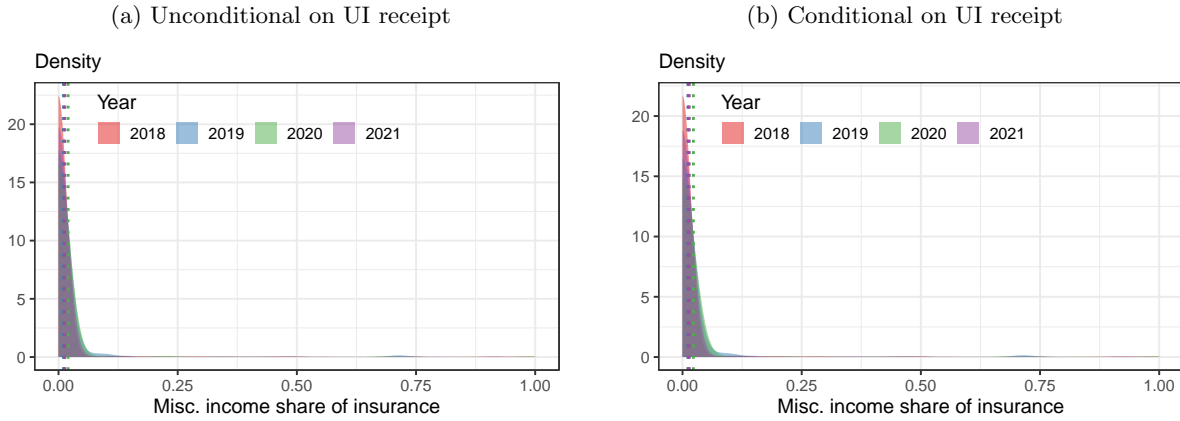 (a) Unconditional on UI receipt
Density
Year
2018 2019 2020 2021
20
15
10
5
0
0.00 0.25 0.50 0.75 1.00
Misc. income share of insurance
(b) Conditional on UI receipt
Density
Year
2018 2019 2020 2021
20
15
10
5
0
0.00 0.25 0.50 0.75 1.00
Misc. income share of insurance